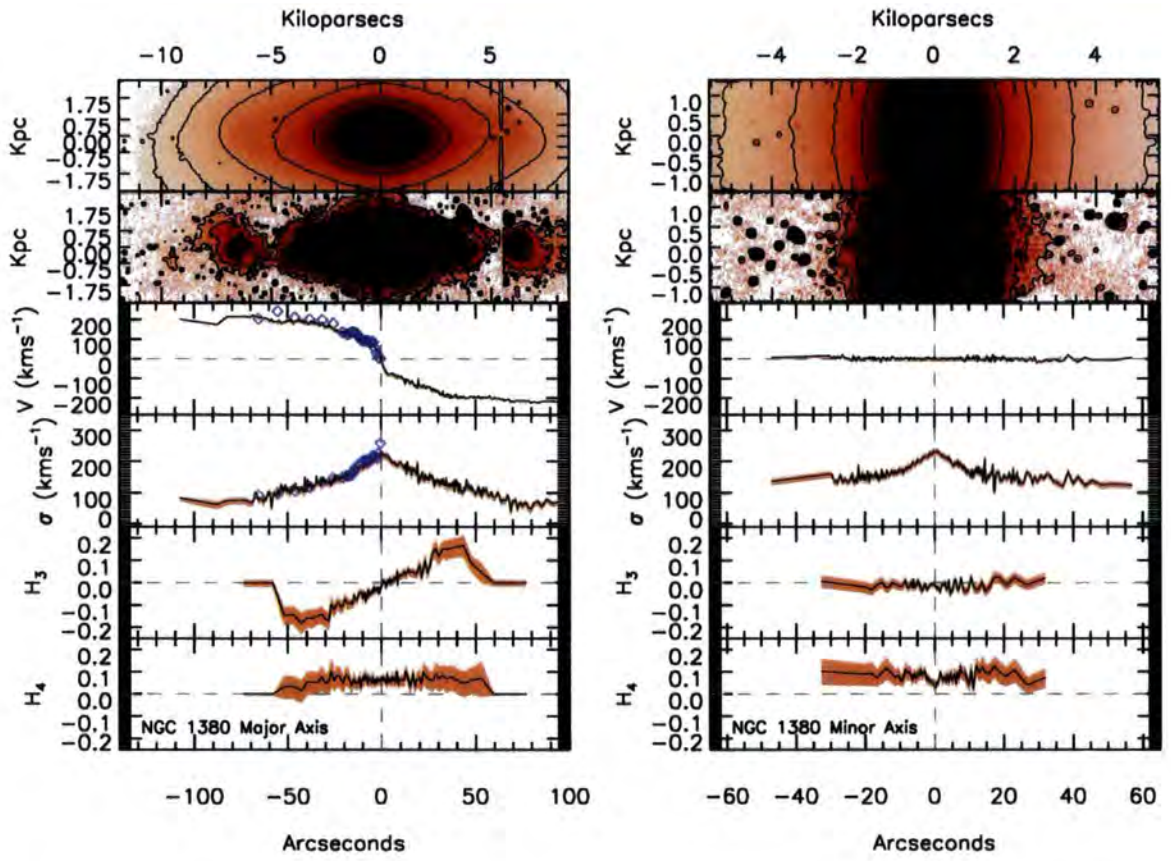 Kiloparsecs
−10 −5 0 5
Kpc
1.75
0.75
−0.75
−1.75
Kpc
1.75
0.75
−0.75
−1.75
V (kms⁻¹)
200
100
0
−100
−200
σ (kms⁻¹)
300
200
100
0
H₃
0.2
0.1
0.0
−0.1
−0.2
H₄
0.2
0.1
0.0
−0.1
−0.2
NGC 1380 Major Axis
−100 −50 0 50 100
Arcseconds
Kiloparsecs
−4 −2 0 2 4
Kpc
1.0
0.5
0.0
−0.5
−1.0
Kpc
1.0
0.5
0.0
−0.5
−1.0
V (kms⁻¹)
200
100
0
−100
−200
σ (kms⁻¹)
300
200
100
0
H₃
0.2
0.1
0.0
−0.1
−0.2
H₄
0.2
0.1
0.0
−0.1
−0.2
NGC 1380 Minor Axis
−60 −40 −20 0 20 40 60
Arcseconds